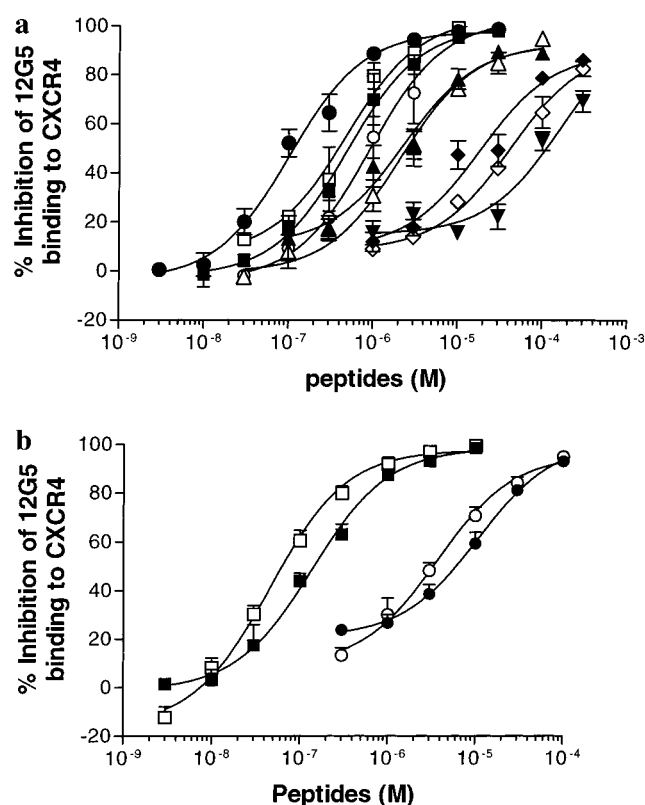 a
100
80
60
40
20
0
-20
% Inhibition of 12G5
binding to CXCR4
10⁻⁹ 10⁻⁸ 10⁻⁷ 10⁻⁶ 10⁻⁵ 10⁻⁴ 10⁻³
peptides (M)
b
100
80
60
40
20
0
-20
% Inhibition of 12G5
binding to CXCR4
10⁻⁹ 10⁻⁸ 10⁻⁷ 10⁻⁶ 10⁻⁵ 10⁻⁴
Peptides (M)